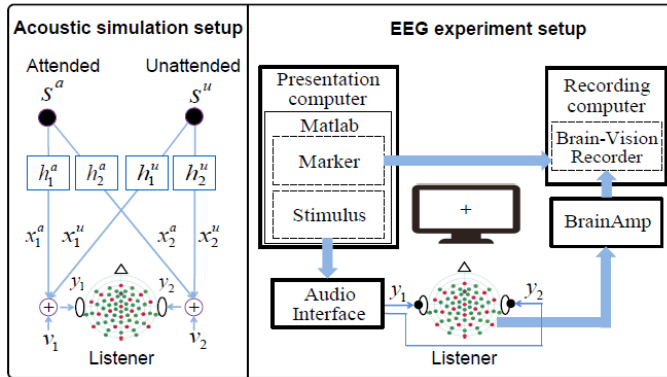 Acoustic simulation setup
Attended
Unattended
s^a
s^u
h_1^a
h_2^a
h_1^u
h_2^u
x_1^a
x_1^u
x_2^a
x_2^u
y_1
y_2
+
+
v_1
v_2
Listener
EEG experiment setup
Presentation
computer
Matlab
Marker
Stimulus
Audio
Interface
+
Recording
computer
Brain-Vision
Recorder
BrainAmp
y_1
y_2
Listener